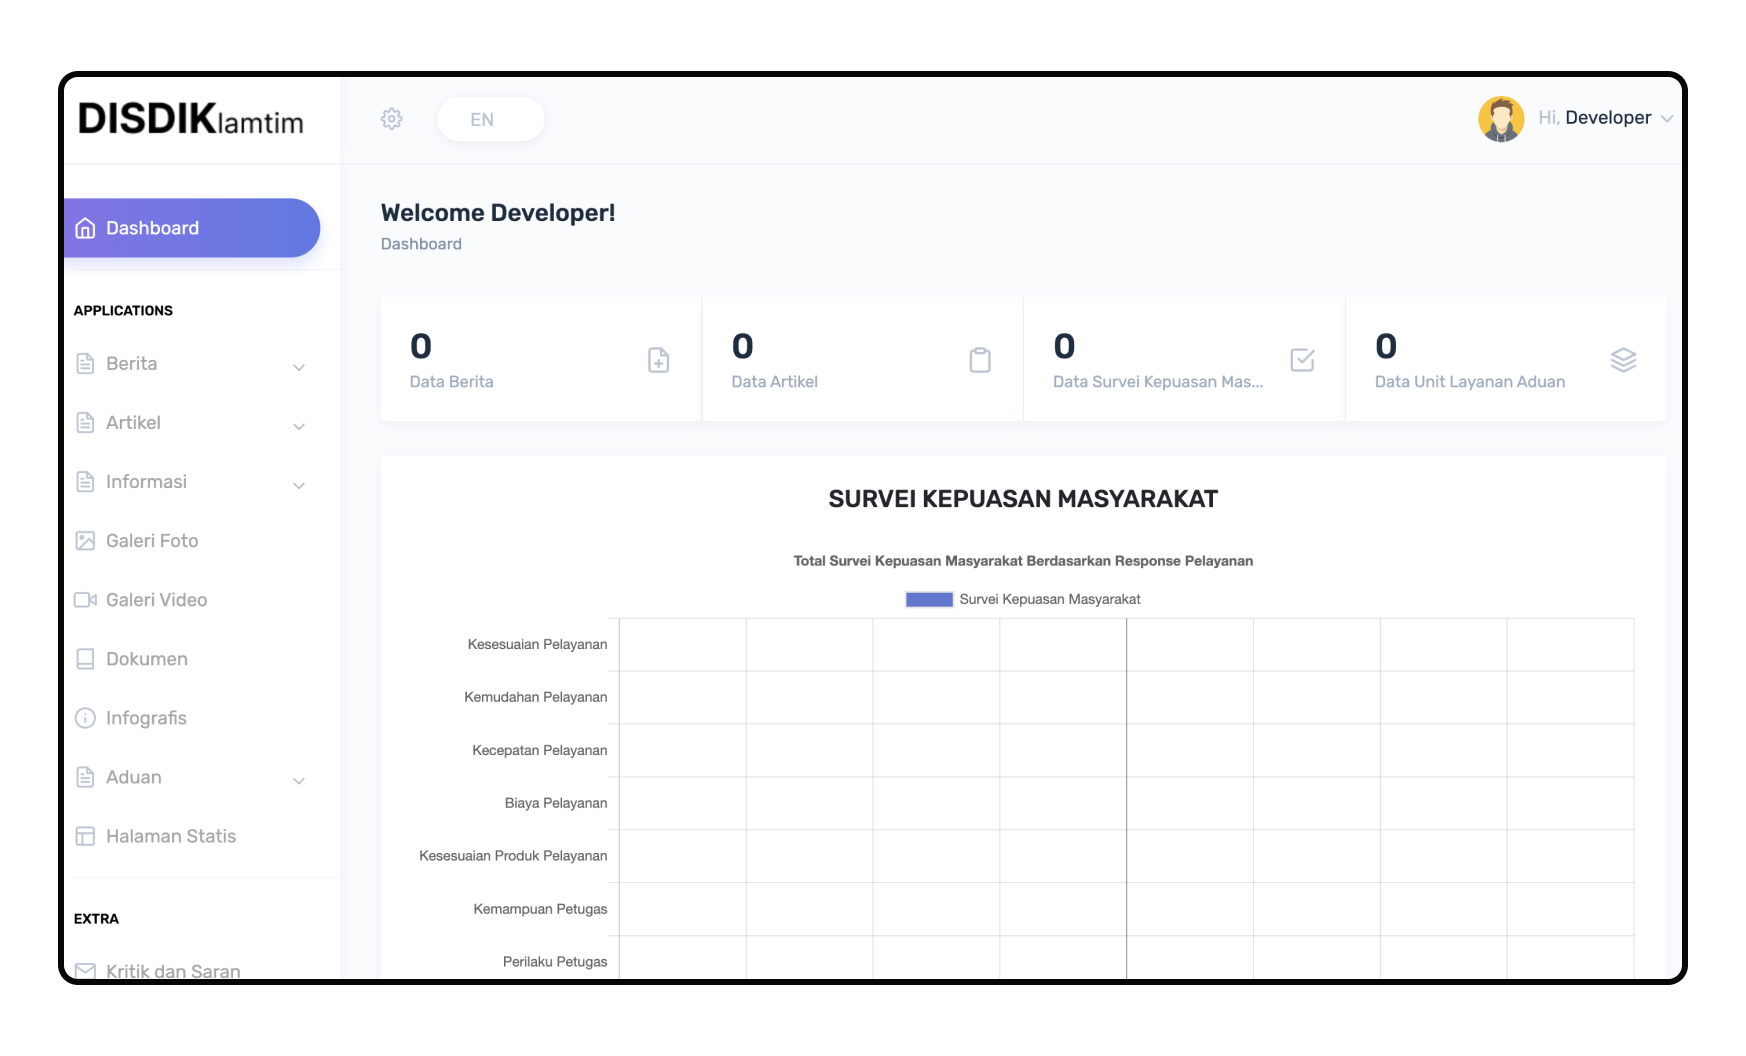 DISDIKlamtim
EN
Hi, Developer
Dashboard
APPLICATIONS
Berita
Artikel
Informasi
Galeri Foto
Galeri Video
Dokumen
Infografis
Aduan
Halaman Statis
EXTRA
Kritik dan Saran
Welcome Developer!
Dashboard
0
Data Berita
0
Data Artikel
0
Data Survei Kepuasan Mas...
0
Data Unit Layanan Aduan
SURVEI KEPUASAN MASYARAKAT
Total Survei Kepuasan Masyarakat Berdasarkan Response Pelayanan
Survei Kepuasan Masyarakat
Kesesuaian Pelayanan
Kemudahan Pelayanan
Kecepatan Pelayanan
Biaya Pelayanan
Kesesuaian Produk Pelayanan
Kemampuan Petugas
Perilaku Petugas